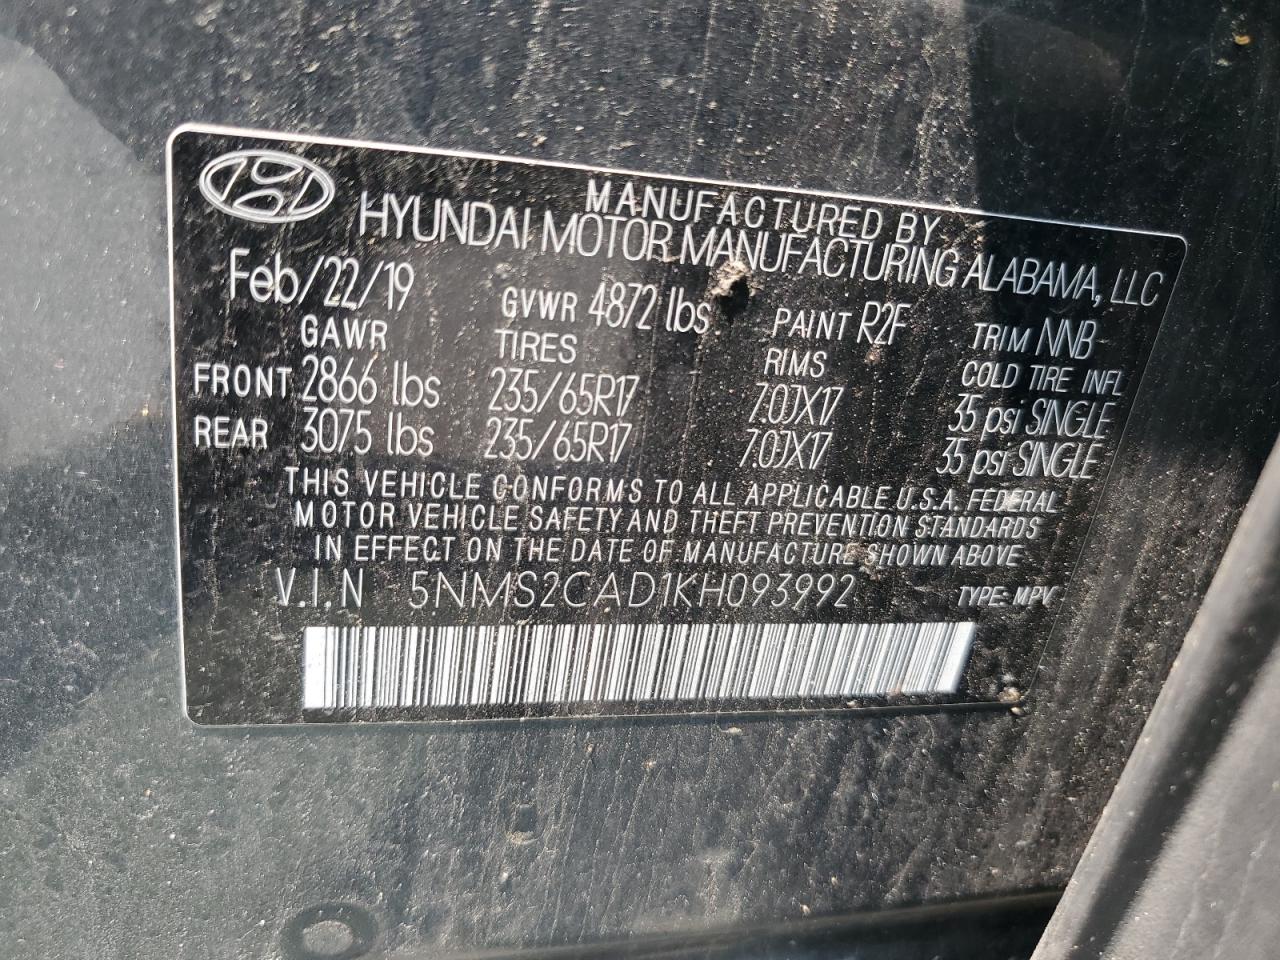 MANUFACTURED BY
HYUNDAI MOTOR MANUFACTURING ALABAMA, LLC
Feb/22/19 GVWR 4872 lbs PAINT R2F TRIM NNB
GAWR TIRES RIMS COLD TIRE INFL
FRONT 2866 lbs 235/65R17 7.0JX17 35 psi SINGLE
REAR 3075 lbs 235/65R17 7.0JX17 35 psi SINGLE
THIS VEHICLE CONFORMS TO ALL APPLICABLE U.S.A. FEDERAL
MOTOR VEHICLE SAFETY AND THEFT PREVENTION STANDARDS
IN EFFECT ON THE DATE OF MANUFACTURE SHOWN ABOVE
V.I.N 5NMS2CAD1KH093992 TYPE: MPV